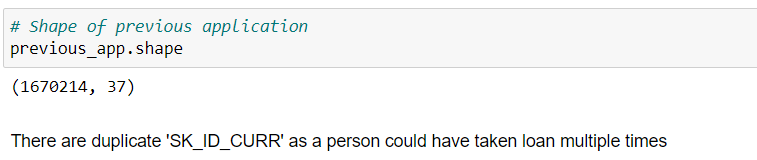 # Shape of previous application
previous_app.shape
(1670214, 37)
There are duplicate 'SK_ID_CURR' as a person could have taken loan multiple times